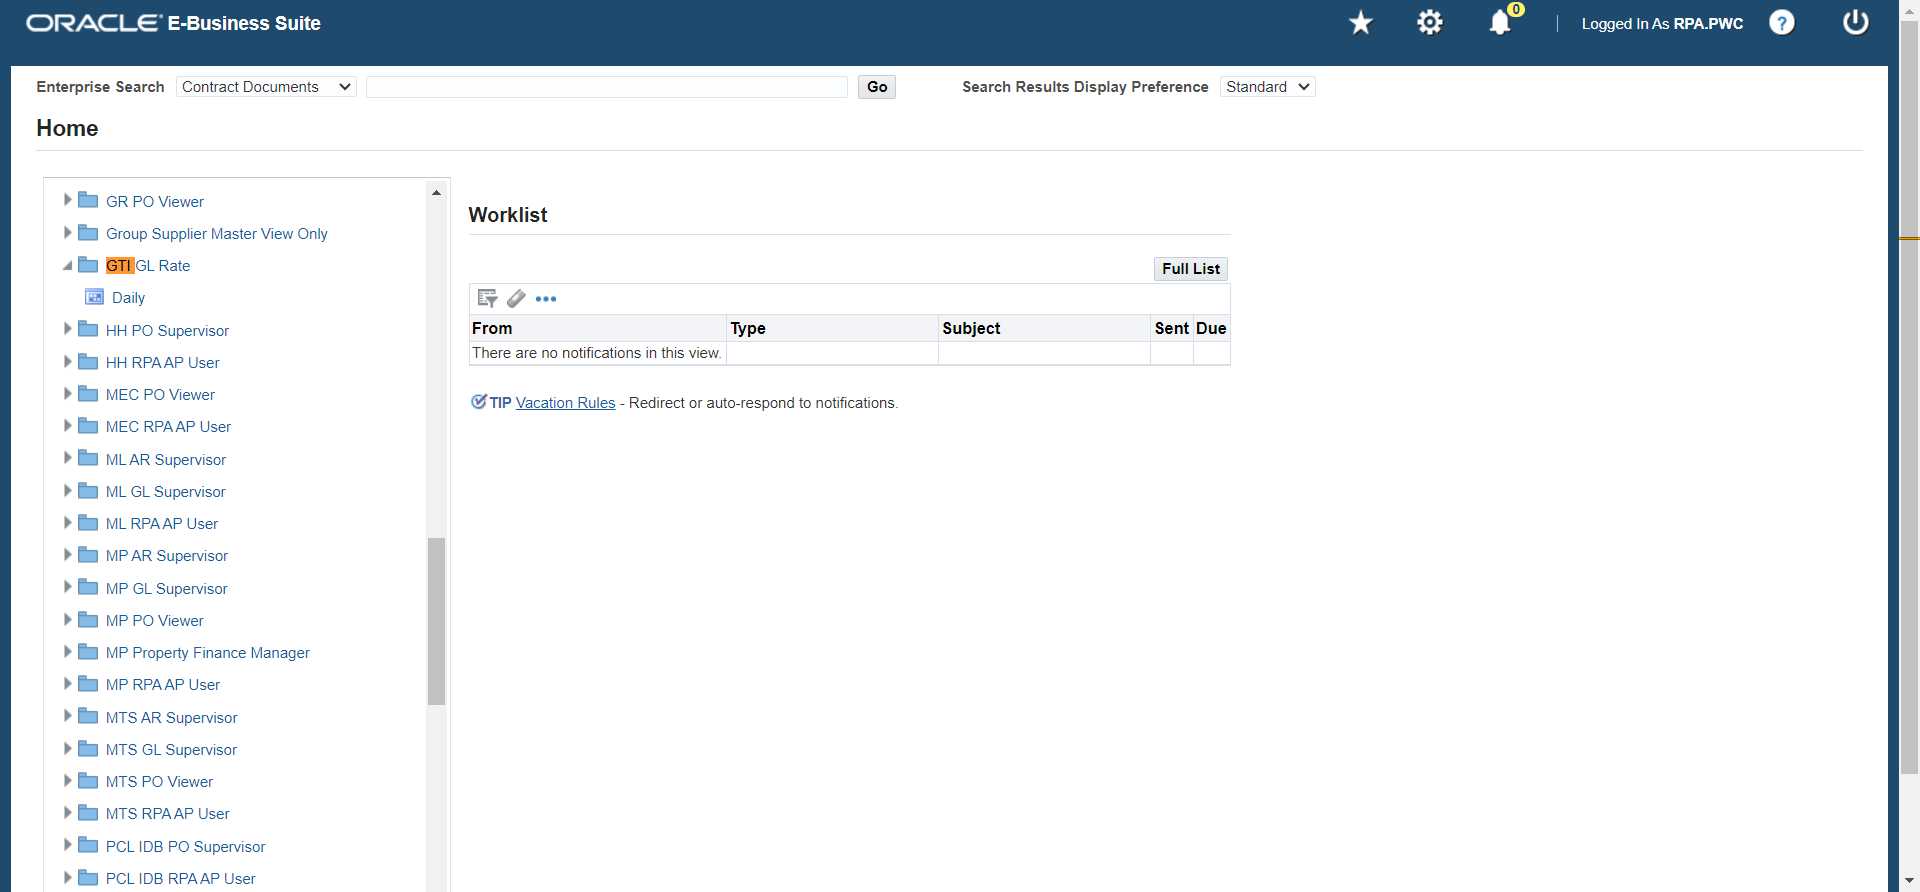 ORACLE E-Business Suite
0
Logged In As RPA.PWC
?
Enterprise Search Contract Documents Go Search Results Display Preference Standard
Home
GR PO Viewer
Group Supplier Master View Only
GTI GL Rate
Daily
HH PO Supervisor
HH RPA AP User
MEC PO Viewer
MEC RPA AP User
ML AR Supervisor
ML GL Supervisor
ML RPA AP User
MP AR Supervisor
MP GL Supervisor
MP PO Viewer
MP Property Finance Manager
MP RPA AP User
MTS AR Supervisor
MTS GL Supervisor
MTS PO Viewer
MTS RPA AP User
PCL IDB PO Supervisor
PCL IDB RPA AP User
Worklist
Full List
From Type Subject Sent Due
There are no notifications in this view.
TIP Vacation Rules - Redirect or auto-respond to notifications.